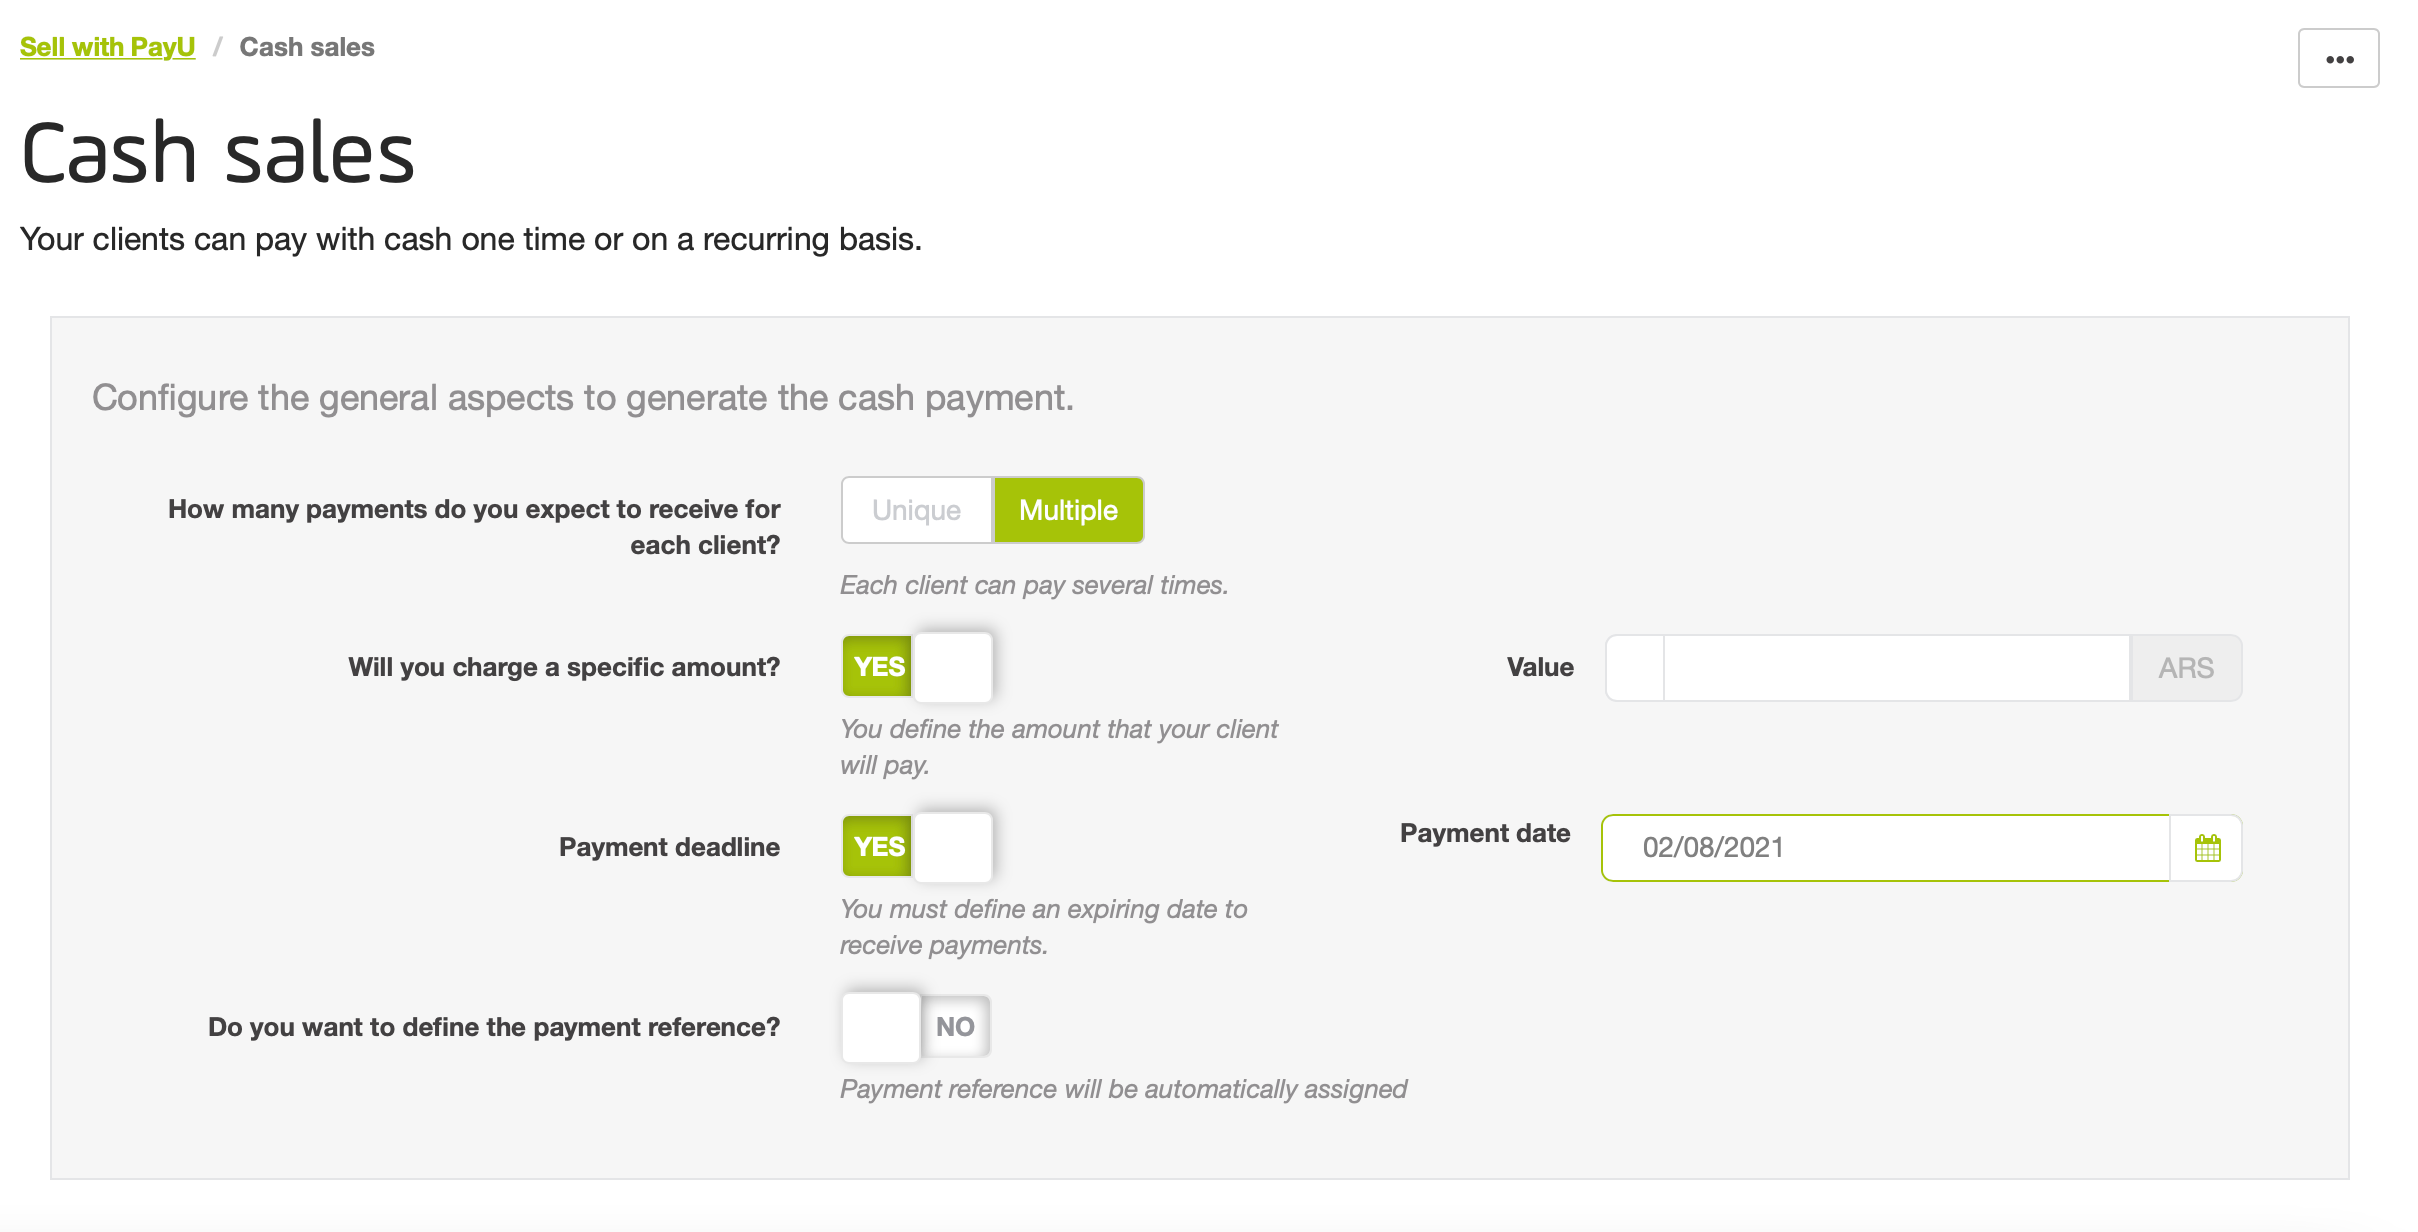 Sell with PayU / Cash sales
•••
Cash sales
Your clients can pay with cash one time or on a recurring basis.
Configure the general aspects to generate the cash payment.
How many payments do you expect to receive for
each client?
Unique Multiple
Each client can pay several times.
Will you charge a specific amount?
YES
You define the amount that your client
will pay.
Value
ARS
Payment deadline
YES
You must define an expiring date to
receive payments.
Payment date
02/08/2021
Do you want to define the payment reference?
NO
Payment reference will be automatically assigned